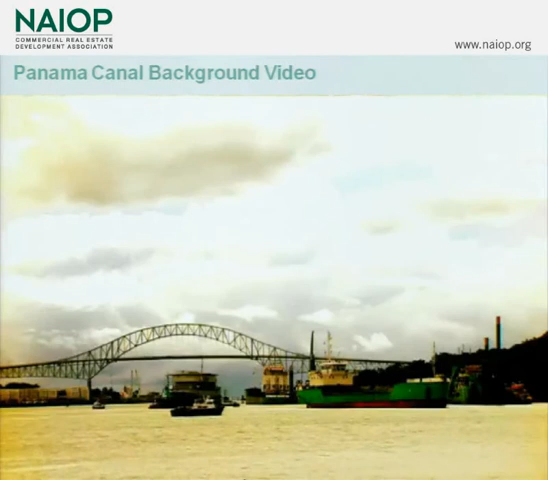 NAIOP
COMMERCIAL REAL ESTATE
DEVELOPMENT ASSOCIATION
www.naiop.org
Panama Canal Background Video